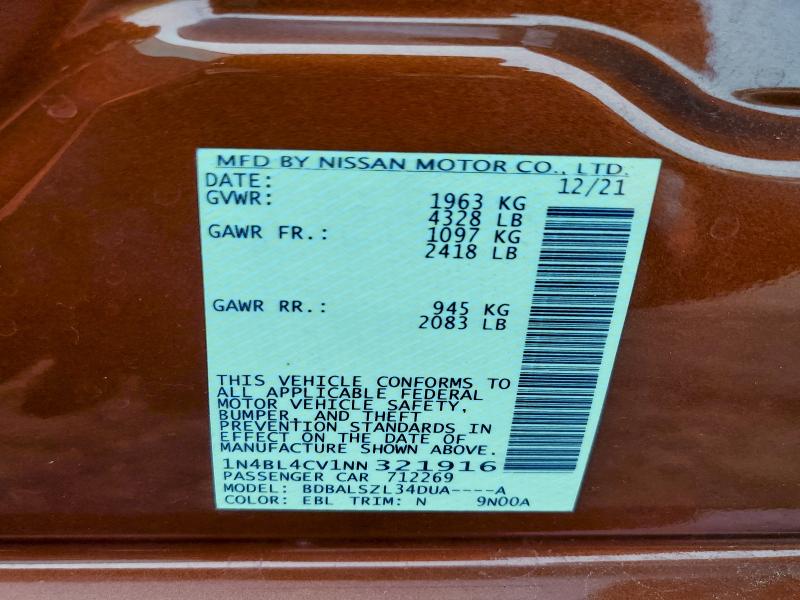 MFD BY NISSAN MOTOR CO., LTD.
DATE: 12/21
GVWR: 1963 KG
4328 LB
GAWR FR.: 1097 KG
2418 LB
GAWR RR.: 945 KG
2083 LB
THIS VEHICLE CONFORMS TO
ALL APPLICABLE FEDERAL
MOTOR VEHICLE SAFETY,
BUMPER, AND THEFT
PREVENTION STANDARDS IN
EFFECT ON THE DATE OF
MANUFACTURE SHOWN ABOVE.
1N4BL4CV1NN 321916
PASSENGER CAR 712269
MODEL: BDBALSZL34DUA----A
COLOR: EBL TRIM: N 9N00A